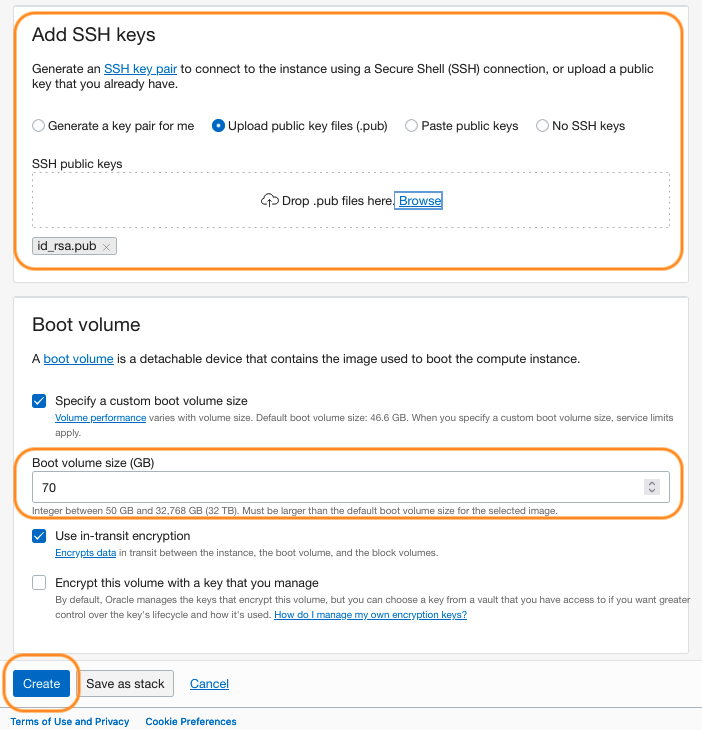 Add SSH keys
Generate an SSH key pair to connect to the instance using a Secure Shell (SSH) connection, or upload a public
key that you already have.
Generate a key pair for me Upload public key files (.pub) Paste public keys No SSH keys
SSH public keys
Drop .pub files here. Browse
id_rsa.pub ×
Boot volume
A boot volume is a detachable device that contains the image used to boot the compute instance.
Specify a custom boot volume size
Volume performance varies with volume size. Default boot volume size: 46.6 GB. When you specify a custom boot volume size, service limits
apply.
Boot volume size (GB)
70
Integer between 50 GB and 32,768 GB (32 TB). Must be larger than the default boot volume size for the selected image.
Use in-transit encryption
Encrypts data in transit between the instance, the boot volume, and the block volumes.
Encrypt this volume with a key that you manage
By default, Oracle manages the keys that encrypt this volume, but you can choose a key from a vault that you have access to if you want greater
control over the key's lifecycle and how it's used. How do I manage my own encryption keys?
Create Save as stack Cancel
Terms of Use and Privacy Cookie Preferences